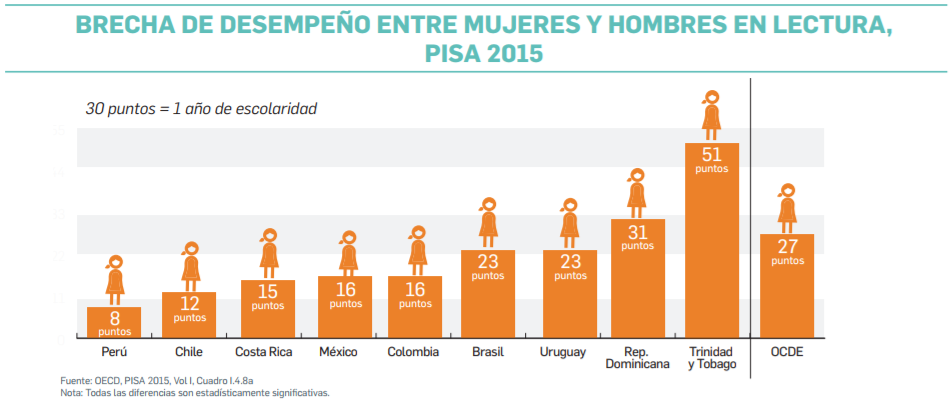 BRECHA DE DESEMPEÑO ENTRE MUJERES Y HOMBRES EN LECTURA,
PISA 2015
30 puntos = 1 año de escolaridad
8
puntos
12
puntos
15
puntos
16
puntos
16
puntos
23
puntos
23
puntos
31
puntos
51
puntos
27
puntos
Perú
Chile
Costa Rica
México
Colombia
Brasil
Uruguay
Rep.
Dominicana
Trinidad
y Tobago
OCDE
Fuente: OECD, PISA 2015, Vol I, Cuadro I.4.8a
Nota: Todas las diferencias son estadísticamente significativas.